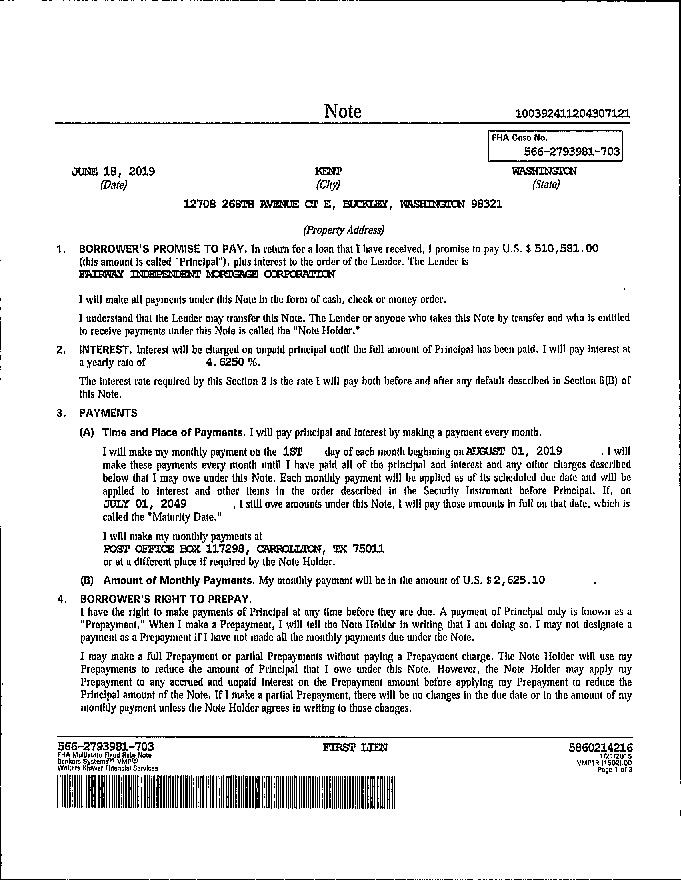 Note
100392411204307121
FHA Case No.
566-2793981-703
JUNE 18, 2019 KENT WASHINGTON
(Date) (City) (State)
12708 268TH AVENUE CT E, BUCKLEY, WASHINGTON 98321
(Property Address)
1. BORROWER'S PROMISE TO PAY. In return for a loan that I have received, I promise to pay U.S. $ 510,581.00
(this amount is called "Principal"), plus interest to the order of the Lender. The Lender is
FAIRWAY INDEPENDENT MORTGAGE CORPORATION
.
I will make all payments under this Note in the form of cash, check or money order.
I understand that the Lender may transfer this Note. The Lender or anyone who takes this Note by transfer and who is entitled
to receive payments under this Note is called the "Note Holder."
2. INTEREST. Interest will be charged on unpaid principal until the full amount of Principal has been paid. I will pay interest at
a yearly rate of 4.6250 %.
The interest rate required by this Section 2 is the rate I will pay both before and after any default described in Section 6(B) of
this Note.
3. PAYMENTS
(A) Time and Place of Payments. I will pay principal and interest by making a payment every month.
I will make my monthly payment on the 1ST day of each month beginning on AUGUST 01, 2019 . I will
make these payments every month until I have paid all of the principal and interest and any other charges described
below that I may owe under this Note. Each monthly payment will be applied as of its scheduled due date and will be
applied to interest and other items in the order described in the Security Instrument before Principal. If, on
JULY 01, 2049 , I still owe amounts under this Note, I will pay those amounts in full on that date, which is
called the "Maturity Date."
I will make my monthly payments at
POST OFFICE BOX 117298, CARROLLTON, TX 75011
or at a different place if required by the Note Holder.
(B) Amount of Monthly Payments. My monthly payment will be in the amount of U.S. $ 2,625.10 .
4. BORROWER'S RIGHT TO PREPAY.
I have the right to make payments of Principal at any time before they are due. A payment of Principal only is known as a
"Prepayment." When I make a Prepayment, I will tell the Note Holder in writing that I am doing so. I may not designate a
payment as a Prepayment if I have not made all the monthly payments due under the Note.
I may make a full Prepayment or partial Prepayments without paying a Prepayment charge. The Note Holder will use my
Prepayments to reduce the amount of Principal that I owe under this Note. However, the Note Holder may apply my
Prepayment to any accrued and unpaid interest on the Prepayment amount before applying my Prepayment to reduce the
Principal amount of the Note. If I make a partial Prepayment, there will be no changes in the due date or in the amount of my
monthly payment unless the Note Holder agrees in writing to those changes.
566-2793981-703 FIRST LIEN 5860214216
FHA Multistate Fixed Rate Note
Bankers Systems™ VMP®
Wolters Kluwer Financial Services
1/21/2015
VMP1R (1502).00
Page 1 of 3